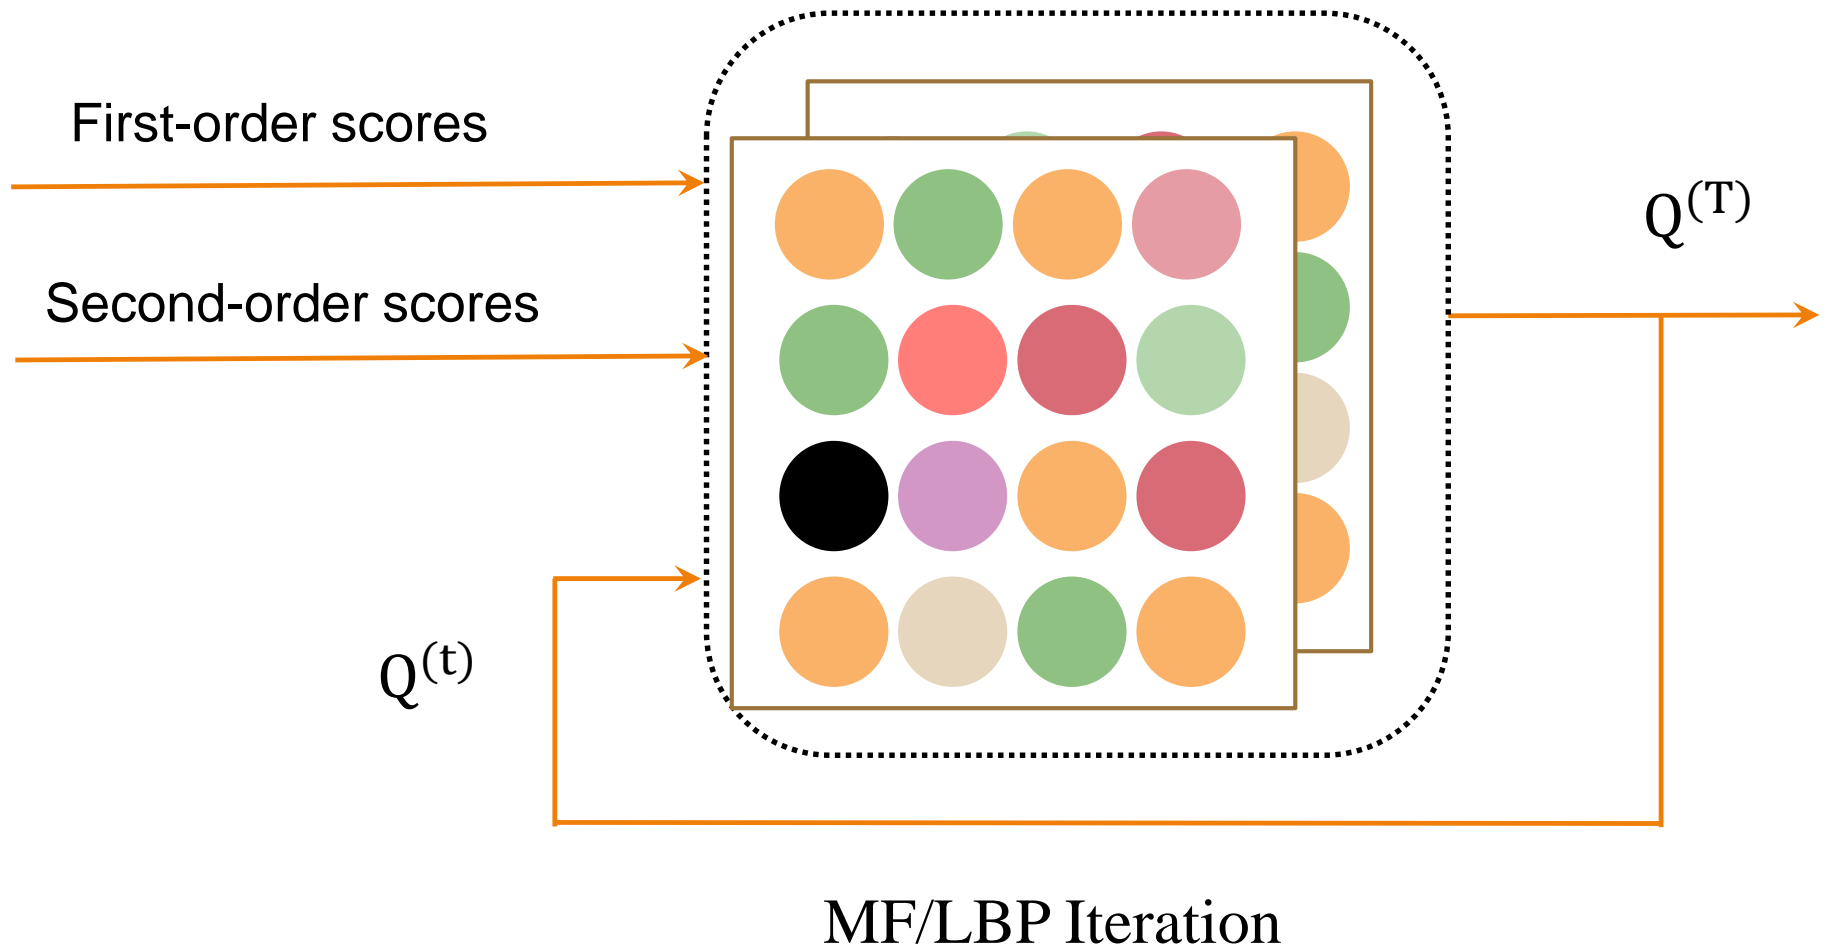 First-order scores
Second-order scores
Q^(T)
Q^(t)
MF/LBP Iteration